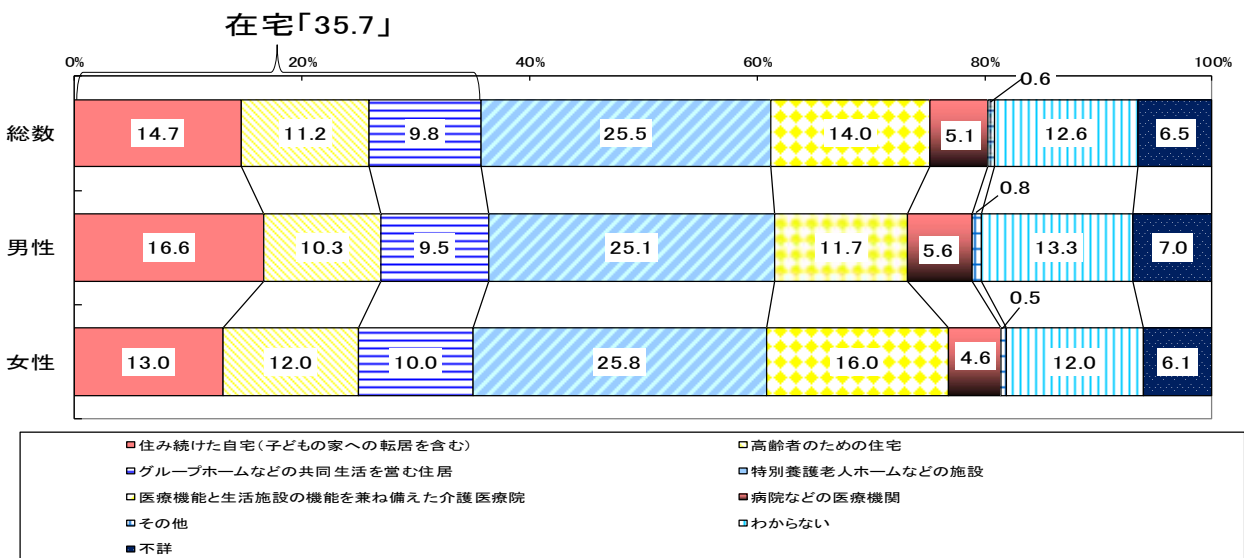 在宅「35.7」
0% 20% 40% 60% 80% 100%
0.6
総数 14.7 11.2 9.8 25.5 14.0 5.1 12.6 6.5
0.8
男性 16.6 10.3 9.5 25.1 11.7 5.6 13.3 7.0
0.5
女性 13.0 12.0 10.0 25.8 16.0 4.6 12.0 6.1
住み続けた自宅(子どもの家への転居を含む) 高齢者のための住宅
グループホームなどの共同生活を営む住居 特別養護老人ホームなどの施設
医療機能と生活施設の機能を兼ね備えた介護医療院 病院などの医療機関
その他 わからない
不詳